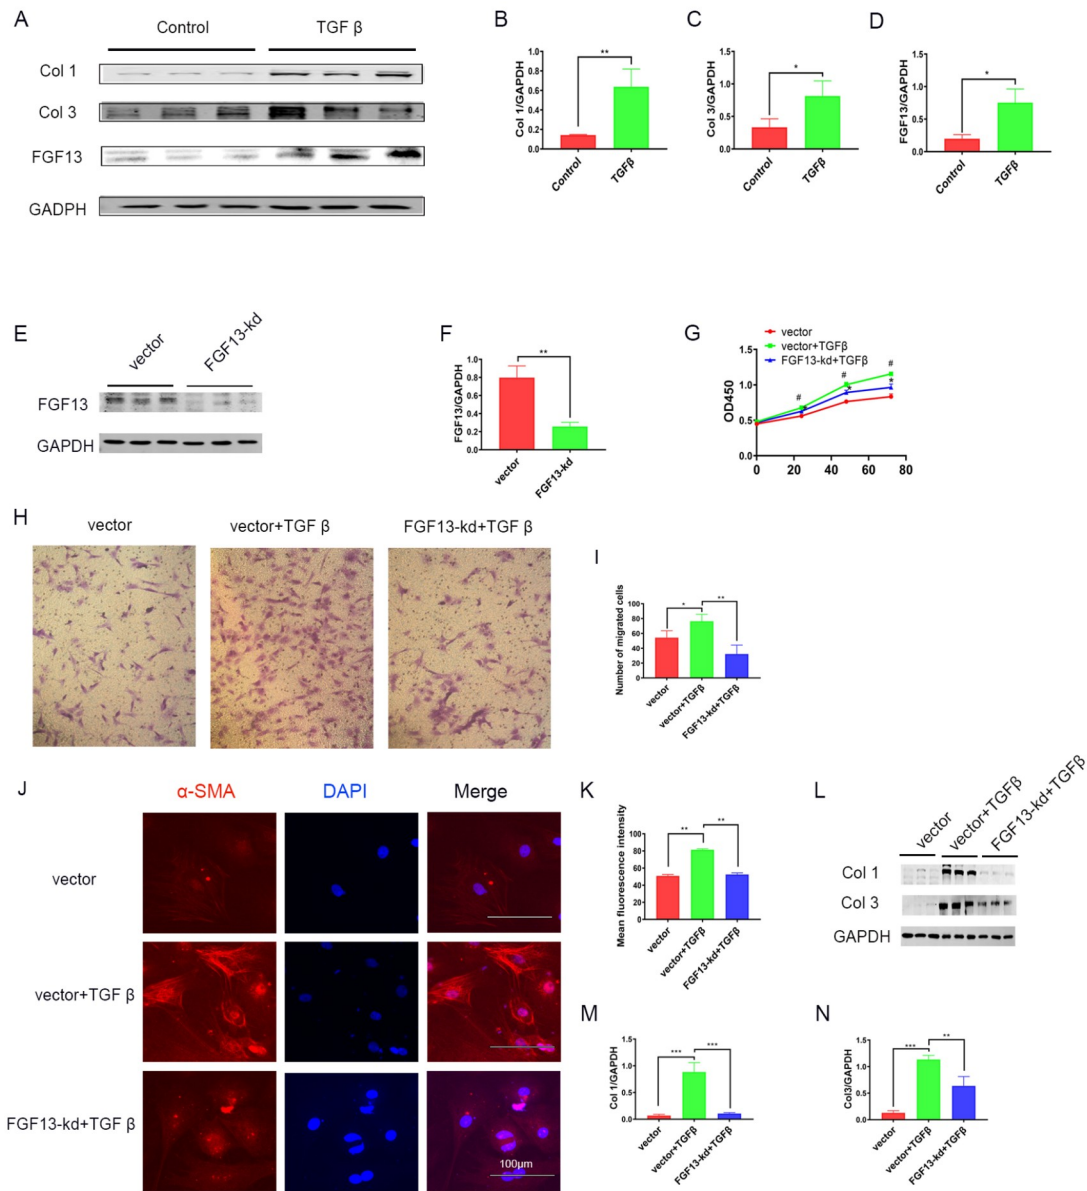 A
Control
TGF β
Col 1
Col 3
FGF13
GADPH
B
Col 1/GAPDH
1.0
0.8
0.6
0.4
0.2
0.0
**
Control
TGFβ
C
Col 3/GAPDH
1.5
1.0
0.5
0.0
*
Control
TGFβ
D
FGF13/GAPDH
1.5
1.0
0.5
0.0
*
Control
TGFβ
E
vector
FGF13-kd
FGF13
GAPDH
F
FGF13/GAPDH
1.0
0.8
0.6
0.4
0.2
0.0
**
vector
FGF13-kd
G
vector
vector+TGFβ
FGF13-kd+TGFβ
OD450
1.5
1.0
0.5
0.0
# # #
* * *
0 20 40 60 80
H
vector
vector+TGF β
FGF13-kd+TGF β
I
Number of migrated cells
100
80
60
40
20
0
* **
vector
vector+TGFβ
FGF13-kd+TGFβ
J
α-SMA
DAPI
Merge
vector
vector+TGF β
FGF13-kd+TGF β
100μm
K
Mean fluorescence intensity
100
80
60
40
20
0
** **
vector
vector+TGFβ
FGF13-kd+TGFβ
L
vector
vector+TGFβ
FGF13-kd+TGFβ
Col 1
Col 3
GAPDH
M
Col 1/GAPDH
1.5
1.0
0.5
0.0
*** ***
vector
vector+TGFβ
FGF13-kd+TGFβ
N
Col3/GAPDH
1.5
1.0
0.5
0.0
*** **
vector
vector+TGFβ
FGF13-kd+TGFβ